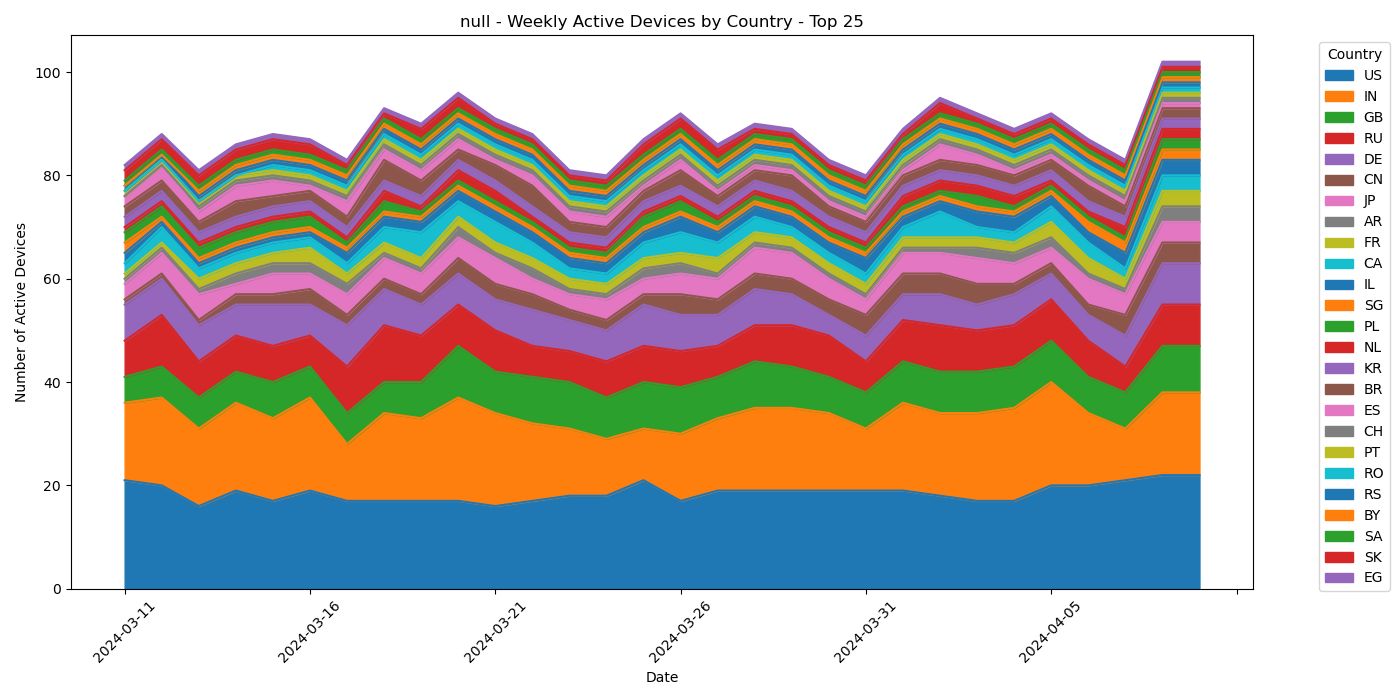 null - Weekly Active Devices by Country - Top 25
Number of Active Devices
100
80
60
40
20
0
2024-03-11
2024-03-16
2024-03-21
2024-03-26
2024-03-31
2024-04-05
Date
Country
US
IN
GB
RU
DE
CN
JP
AR
FR
CA
IL
SG
PL
NL
KR
BR
ES
CH
PT
RO
RS
BY
SA
SK
EG